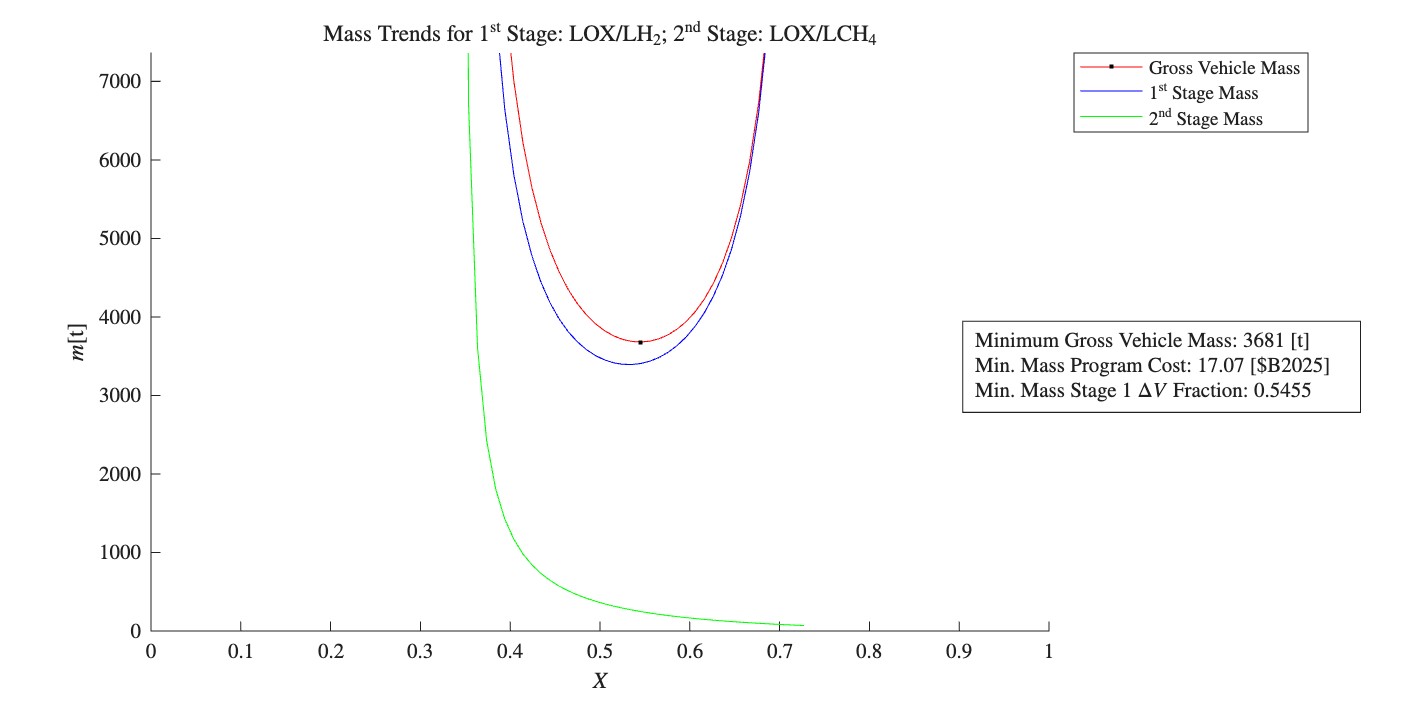 Mass Trends for 1st Stage: LOX/LH2; 2nd Stage: LOX/LCH4
7000
6000
5000
4000
3000
2000
1000
0
m[t]
0 0.1 0.2 0.3 0.4 0.5 0.6 0.7 0.8 0.9 1
X
Gross Vehicle Mass
1st Stage Mass
2nd Stage Mass
Minimum Gross Vehicle Mass: 3681 [t]
Min. Mass Program Cost: 17.07 [$B2025]
Min. Mass Stage 1 ΔV Fraction: 0.5455